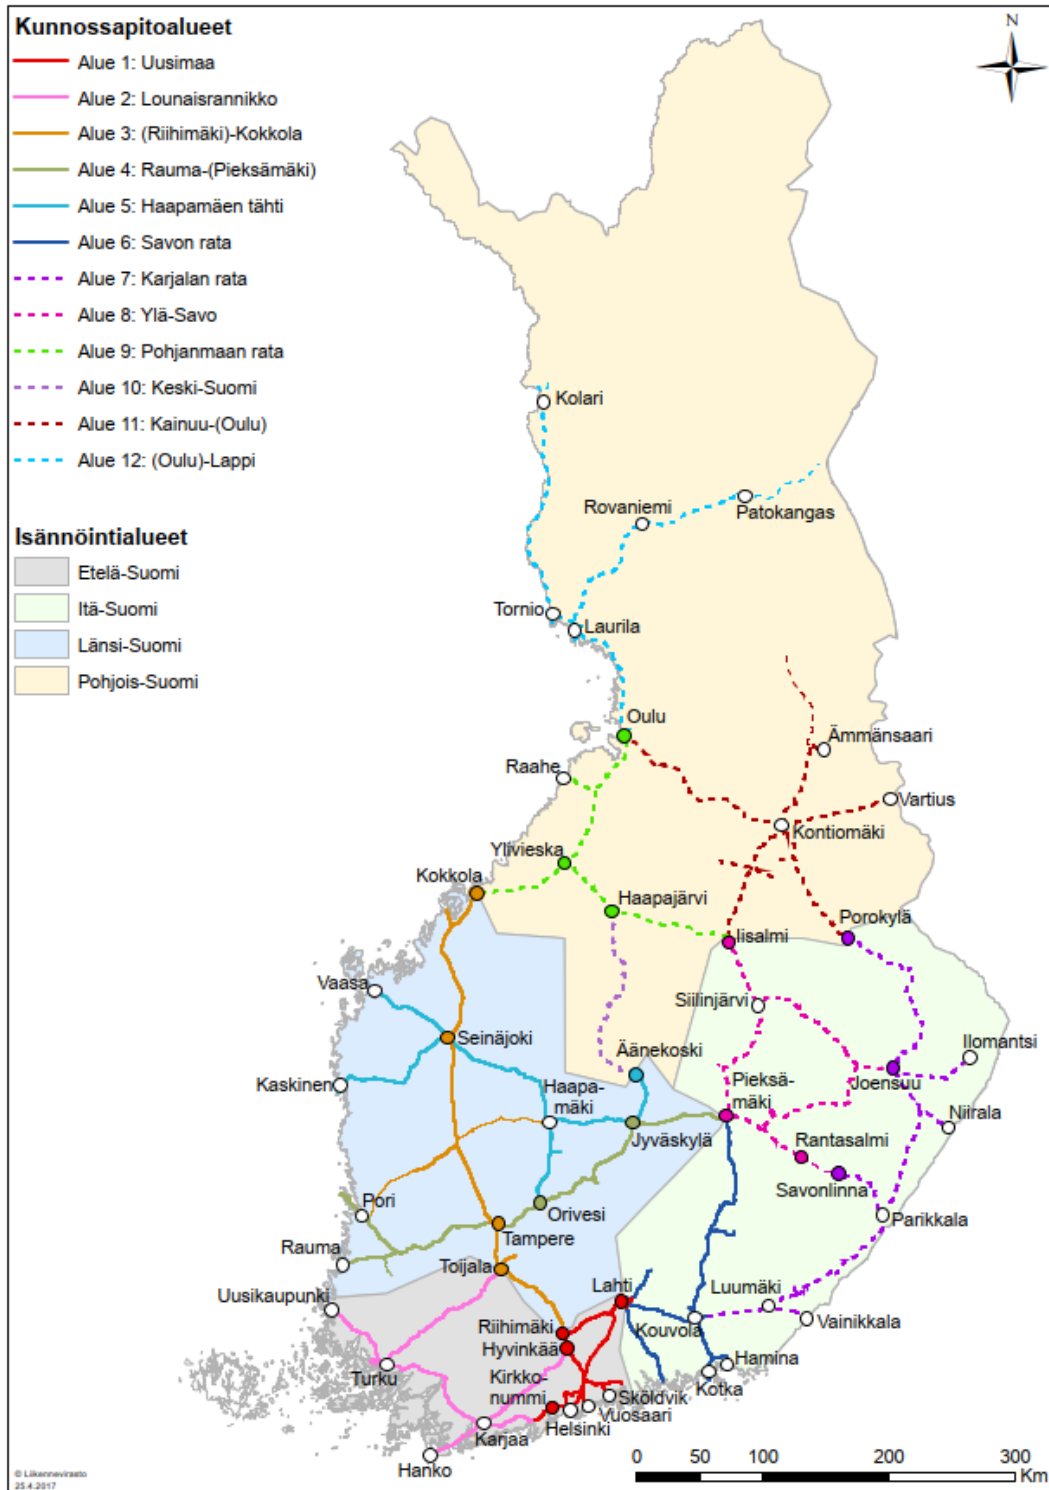 Kunnossapitoalueet
Alue 1: Uusimaa
Alue 2: Lounaisrannikko
Alue 3: (Riihimäki)-Kokkola
Alue 4: Rauma-(Pieksämäki)
Alue 5: Haapamäen tähti
Alue 6: Savon rata
Alue 7: Karjalan rata
Alue 8: Ylä-Savo
Alue 9: Pohjanmaan rata
Alue 10: Keski-Suomi
Alue 11: Kainuu-(Oulu)
Alue 12: (Oulu)-Lappi
Isännöintialueet
Etelä-Suomi
Itä-Suomi
Länsi-Suomi
Pohjois-Suomi
N
Kolari
Rovaniemi
Patokangas
Tornio
Laurila
Oulu
Ämmänsaari
Raahe
Vartius
Kontiomäki
Ylivieska
Kokkola
Haapajärvi
Porokylä
Iisalmi
Vaasa
Siilinjärvi
Seinäjoki
Ilomantsi
Äänekoski
Kaskinen
Haapa-
mäki
Pieksä-
mäki
Joensuu
Niirala
Jyväskylä
Rantasalmi
Savonlinna
Pori
Orivesi
Parikkala
Tampere
Rauma
Toijala
Uusikaupunki
Lahti
Luumäki
Kouvola
Vainikkala
Riihimäki
Hyvinkää
Turku
Kirkko-
nummi
Hamina
Sköldvik
Kotka
Vuosaari
Helsinki
Karjaa
Hanko
0 50 100 200 300
Km
© Liikennevirasto
25.4.2017